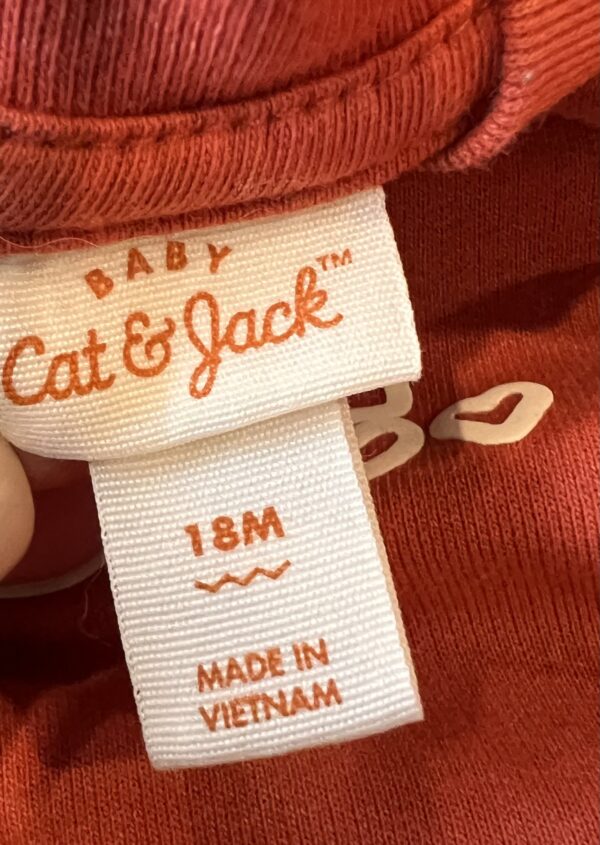 BABY
Cat & Jack™
18M
MADE IN
VIETNAM